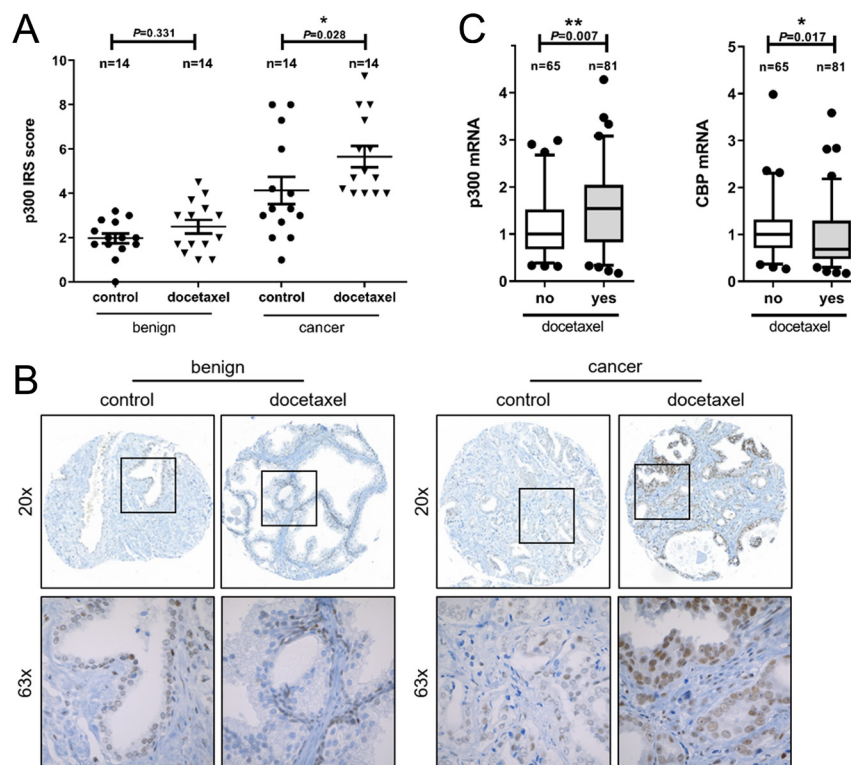 A
P=0.331
*
P=0.028
n=14 n=14 n=14 n=14
10
8
6
4
2
0
p300 IRS score
control docetaxel control docetaxel
benign cancer
C
**
P=0.007
n=65 n=81
4
3
2
1
0
p300 mRNA
no yes
docetaxel
*
P=0.017
n=65 n=81
5
4
3
2
1
0
CBP mRNA
no yes
docetaxel
B
benign cancer
control docetaxel control docetaxel
20x 20x
63x 63x